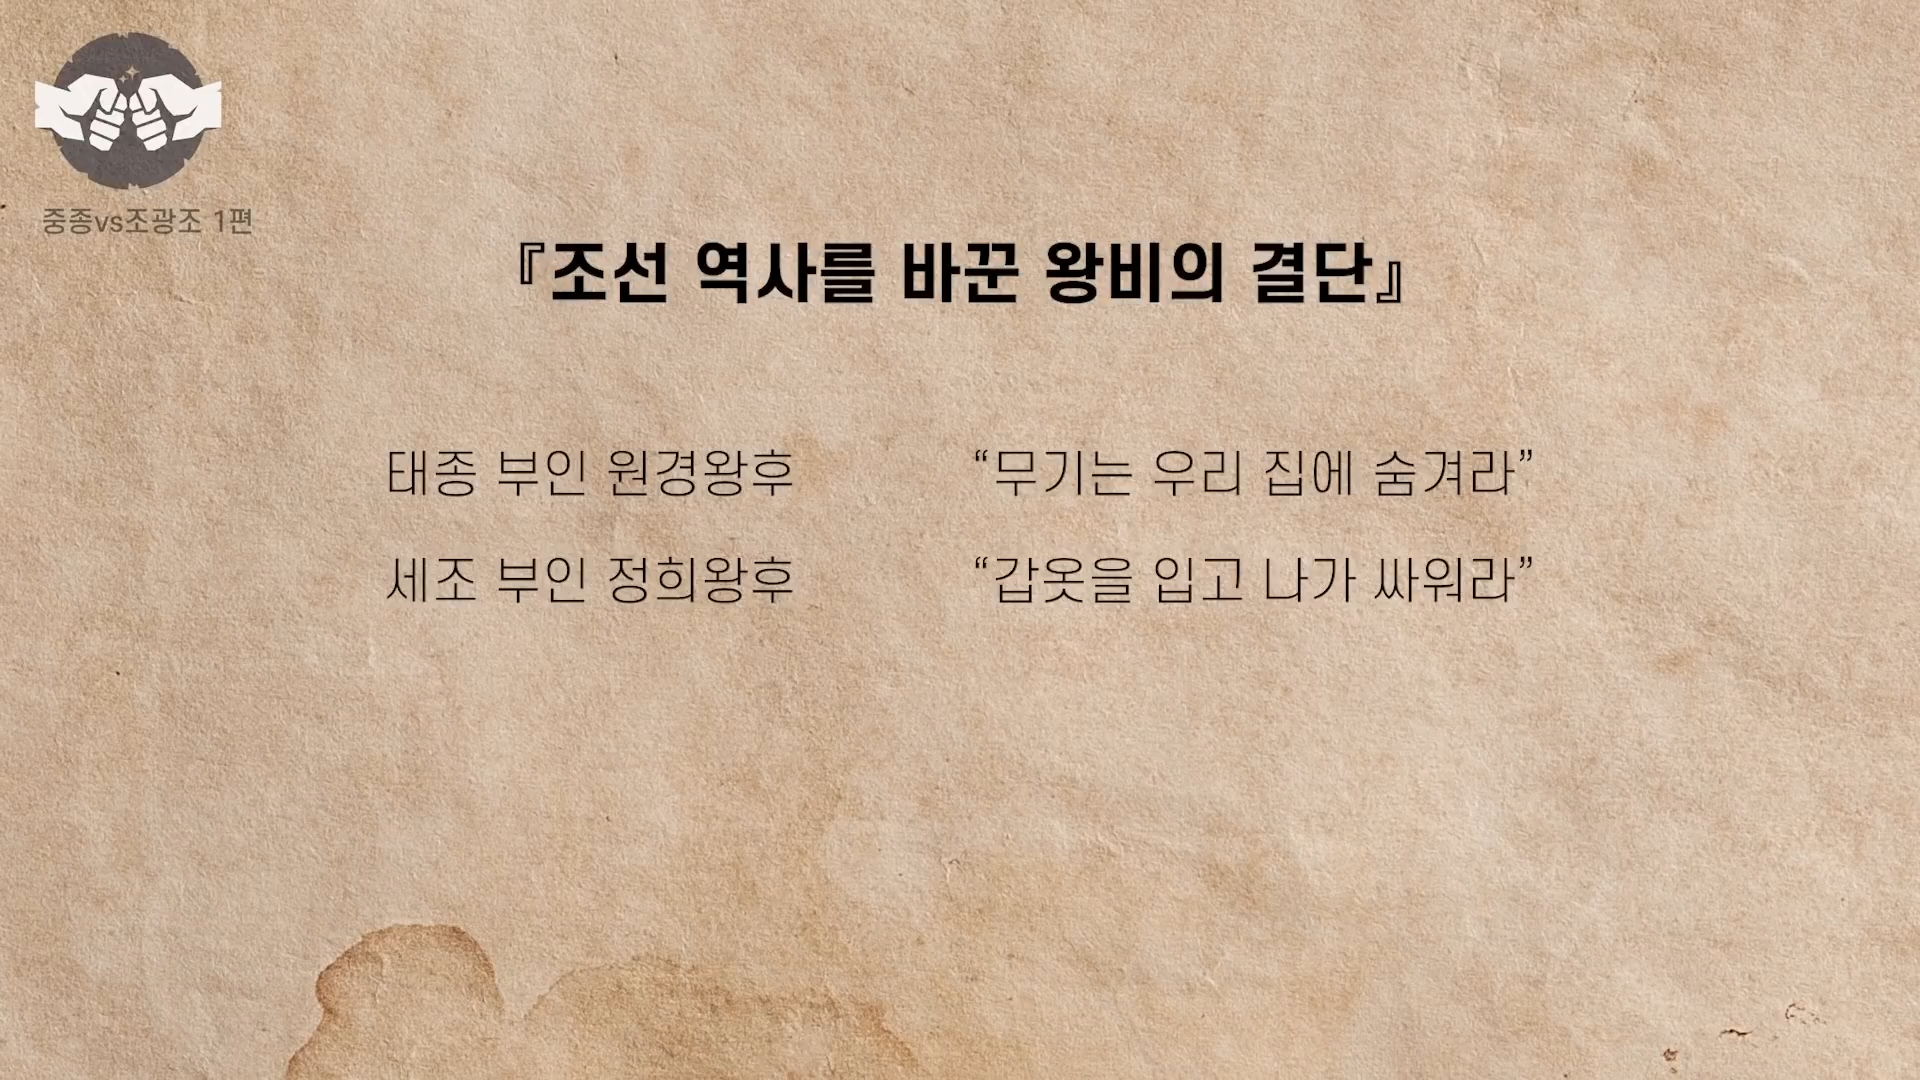 중종vs조광조 1편
『조선 역사를 바꾼 왕비의 결단』
태종 부인 원경왕후 “무기는 우리 집에 숨겨라”
세조 부인 정희왕후 “갑옷을 입고 나가 싸워라”